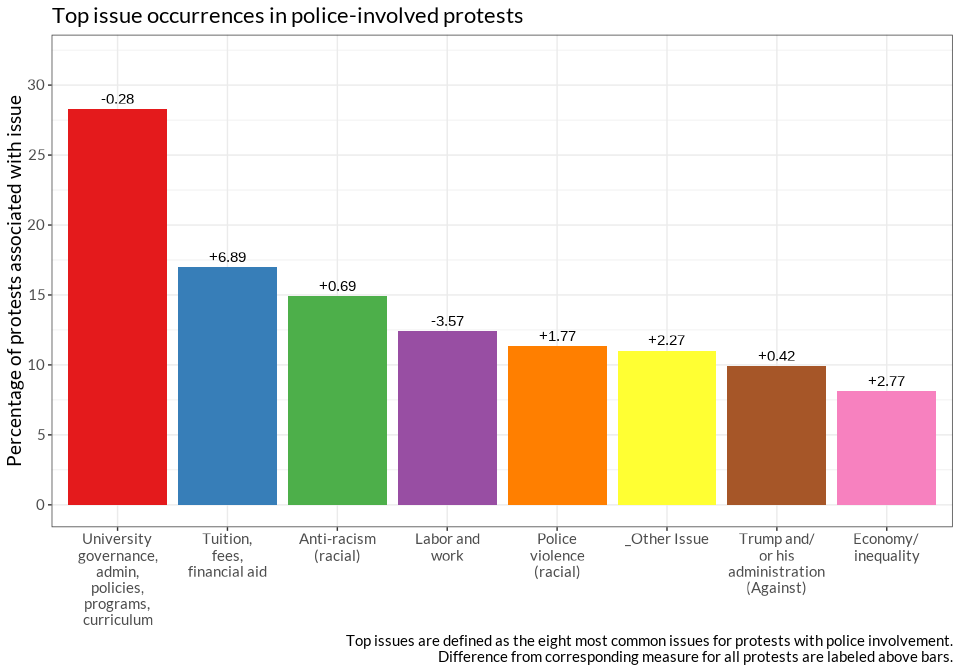 Top issue occurrences in police-involved protests
Percentage of protests associated with issue
30
25
20
15
10
5
0
-0.28
+6.89
+0.69
-3.57
+1.77
+2.27
+0.42
+2.77
University
governance,
admin,
policies,
programs,
curriculum
Tuition,
fees,
financial aid
Anti-racism
(racial)
Labor and
work
Police
violence
(racial)
_Other Issue
Trump and/
or his
administration
(Against)
Economy/
inequality
Top issues are defined as the eight most common issues for protests with police involvement.
Difference from corresponding measure for all protests are labeled above bars.